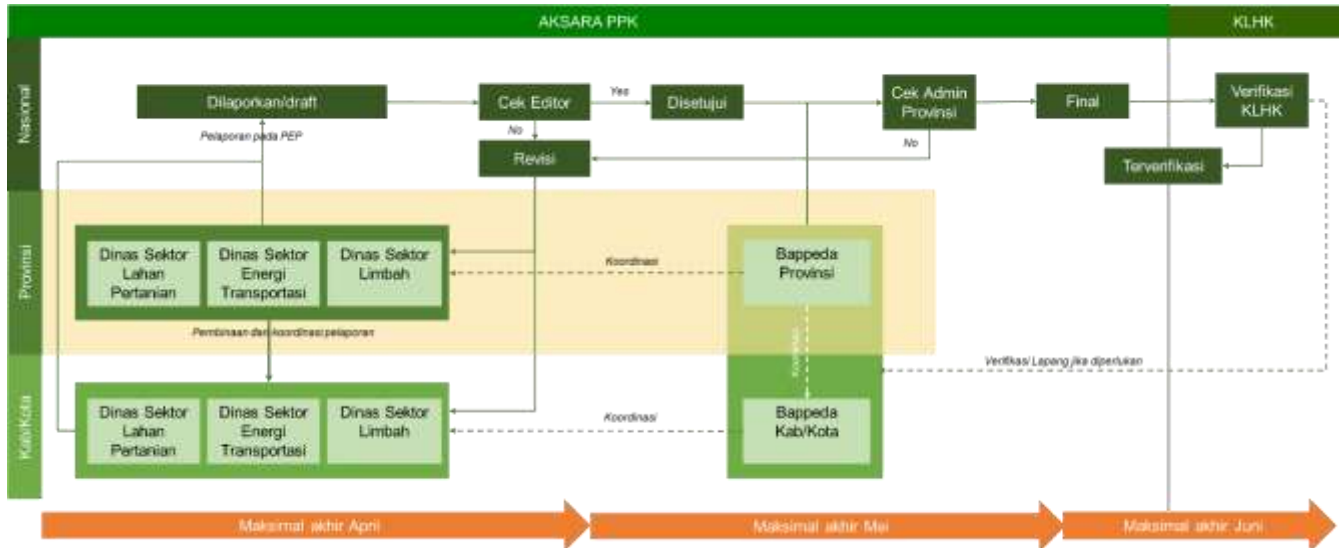 AKSARA PPK
KLHK
Nasional
Dilaporkan/draft
Cek Editor
Yes
Disetujui
Cek Admin
Provinsi
Final
Verifikasi
KLHK
Pelaporan pada PEP
No
No
Revisi
Terverifikasi
Provinsi
Dinas Sektor
Lahan
Pertanian
Dinas Sektor
Energi
Transportasi
Dinas Sektor
Limbah
Koordinasi
Bappeda
Provinsi
Pembinaan dan koordinasi pelaporan
Koordinasi
Verifikasi Lapang jika diperlukan
Kab/Kota
Dinas Sektor
Lahan
Pertanian
Dinas Sektor
Energi
Transportasi
Dinas Sektor
Limbah
Koordinasi
Bappeda
Kab/Kota
Maksimal akhir April
Maksimal akhir Mei
Maksimal akhir Juni